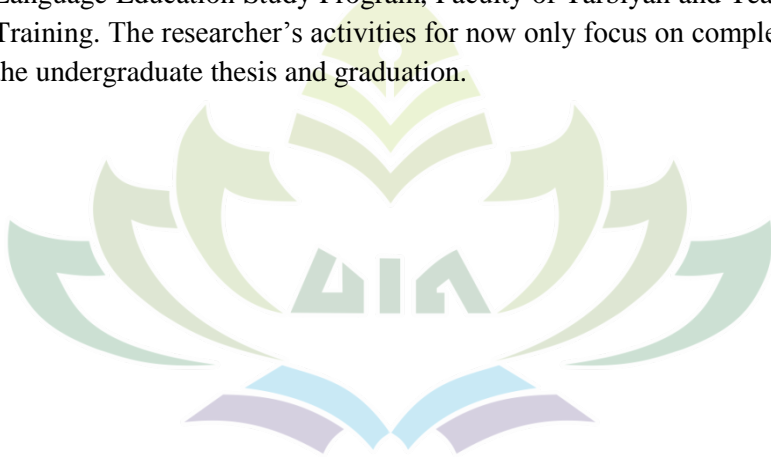 Language Education Study Program, Faculty of Tarbiyah and Tea
Training. The researcher’s activities for now only focus on comple
the undergraduate thesis and graduation.
UIN